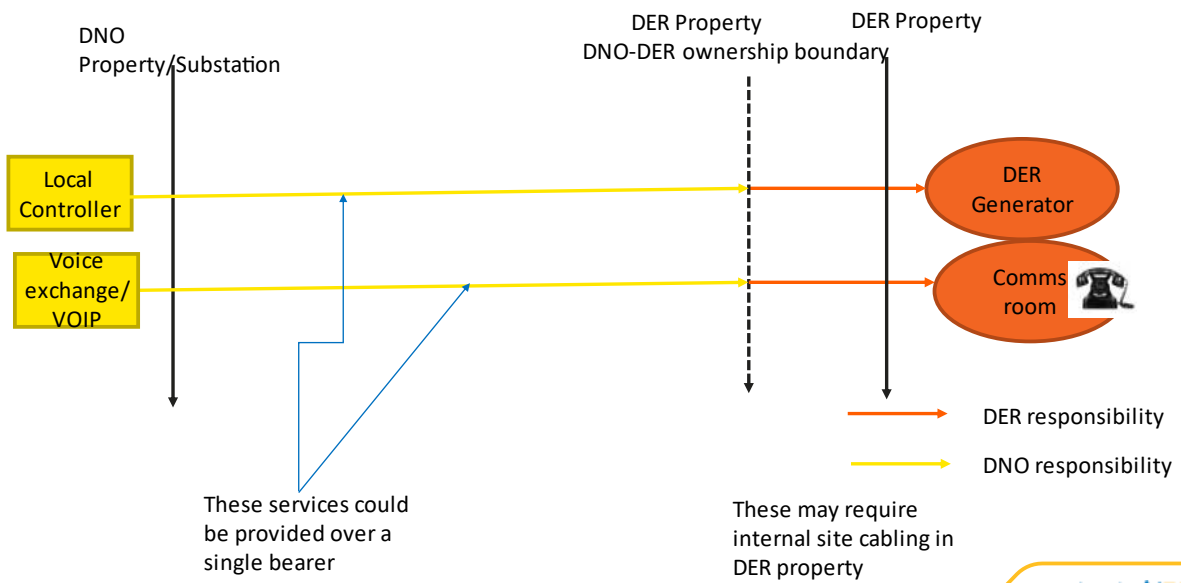 DNO
Property/Substation
DER Property
DNO-DER ownership boundary
DER Property
Local
Controller
DER
Generator
Voice
exchange/
VOIP
Comms
room
DER responsibility
DNO responsibility
These services could
be provided over a
single bearer
These may require
internal site cabling in
DER property